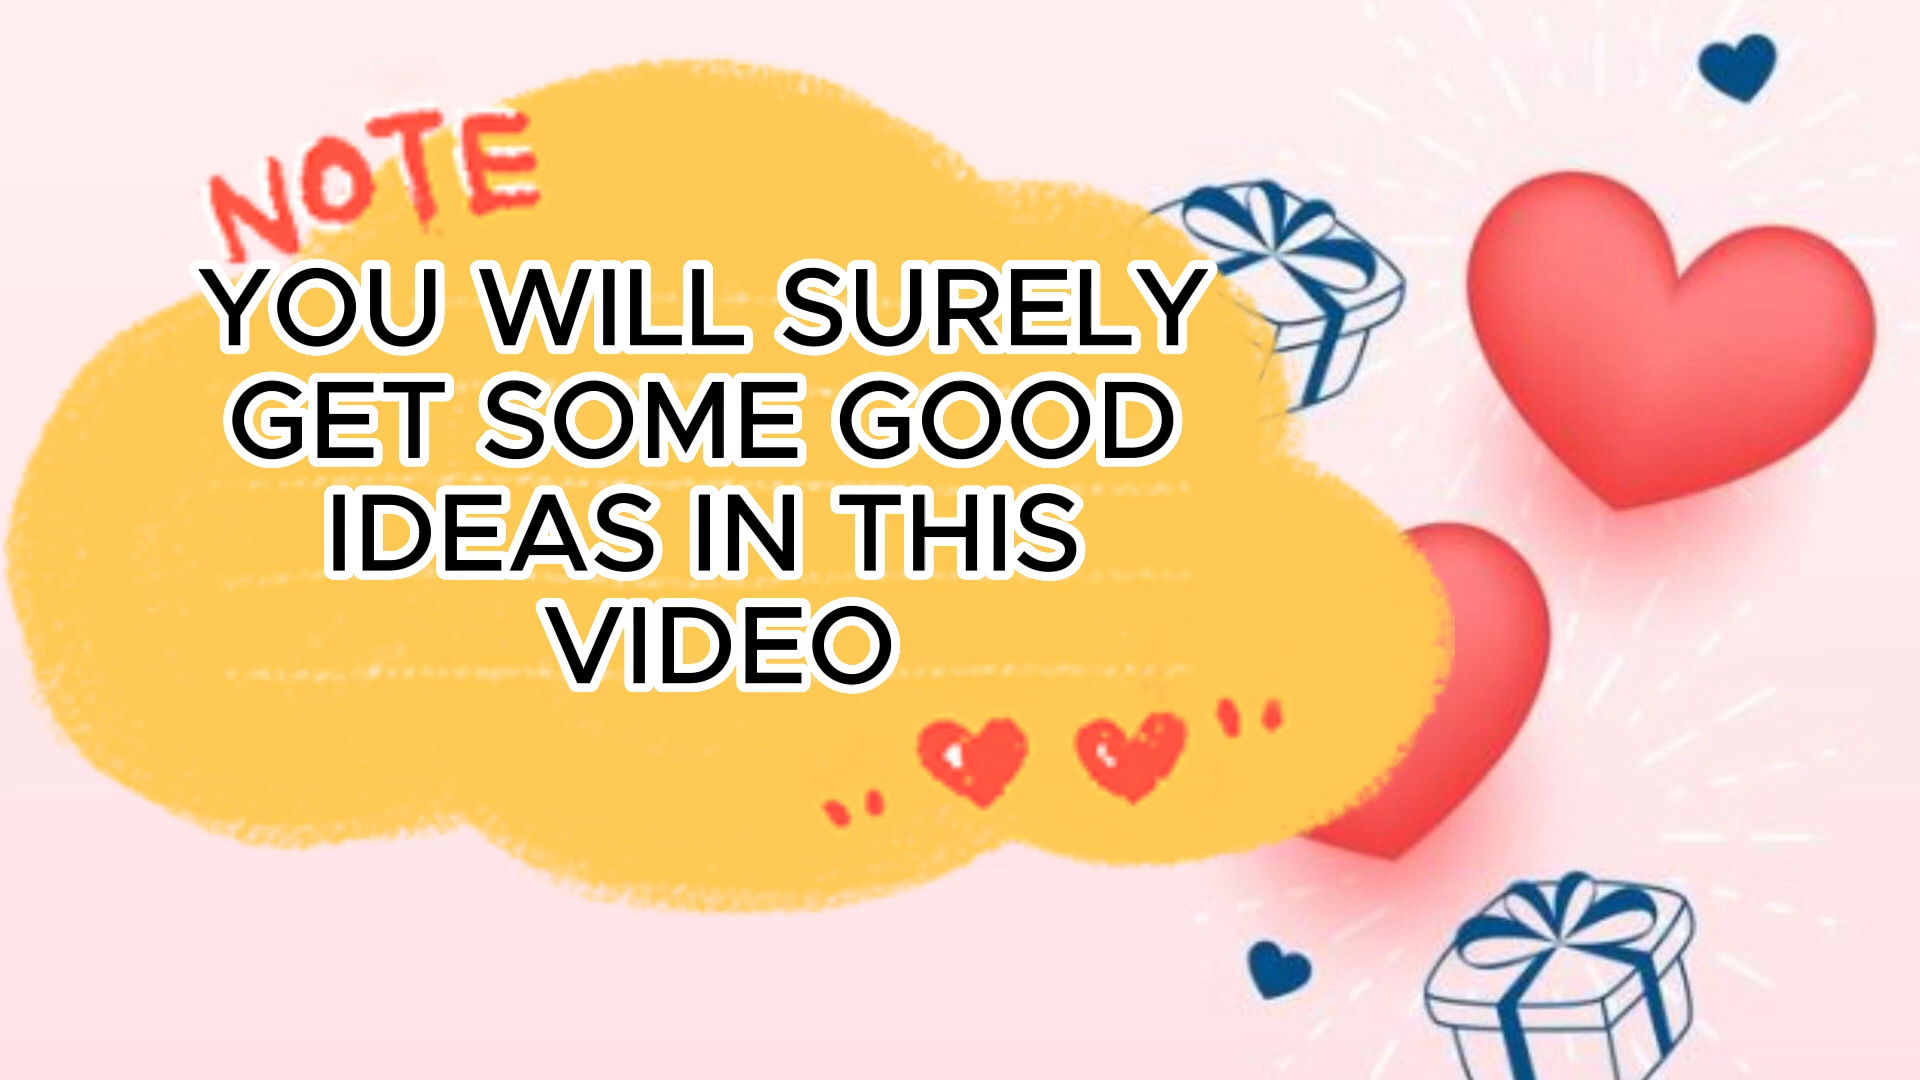 NOTE
YOU WILL SURELY
GET SOME GOOD
IDEAS IN THIS
VIDEO